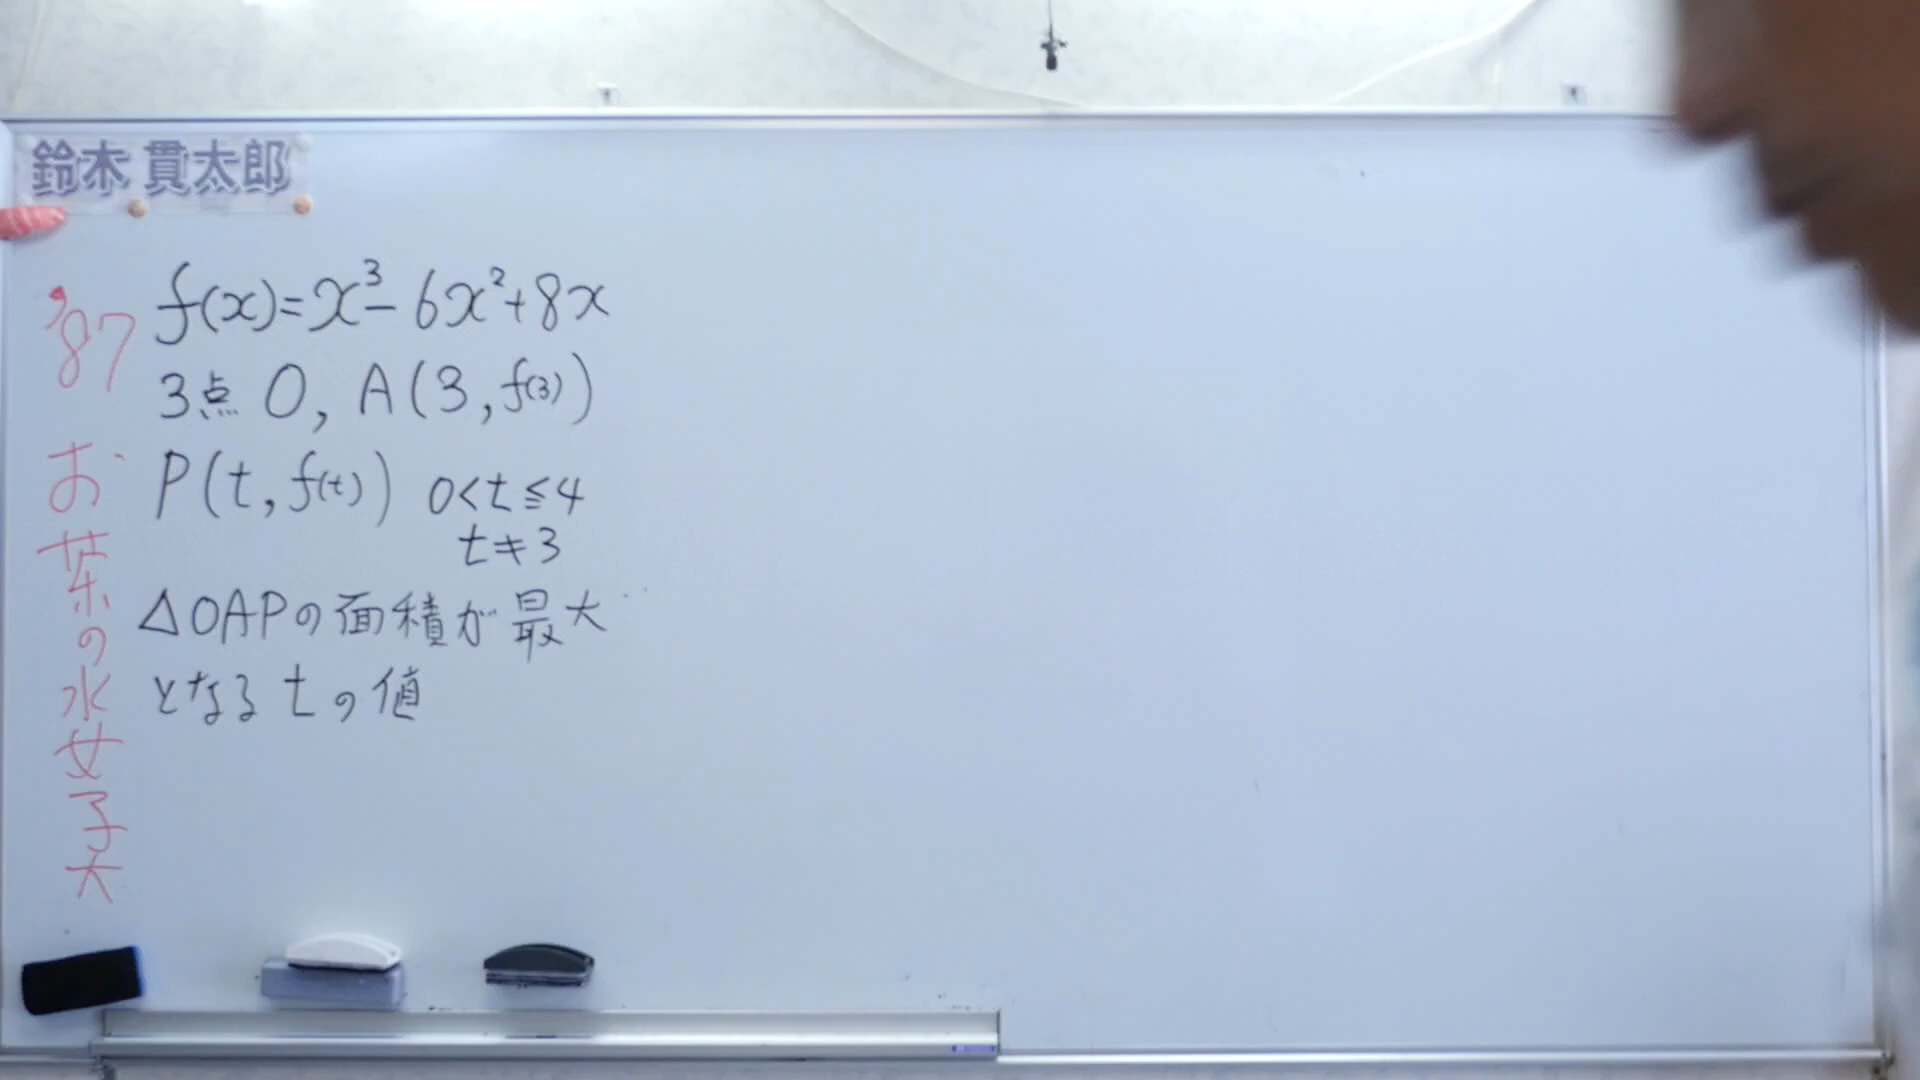 鈴木 貫太郎
'87 お茶の水女子大
f(x)=x³-6x²+8x
3点 O, A(3, f(3))
P(t, f(t)) 0<t≦4
t≠3
△OAPの面積が最大
となるtの値